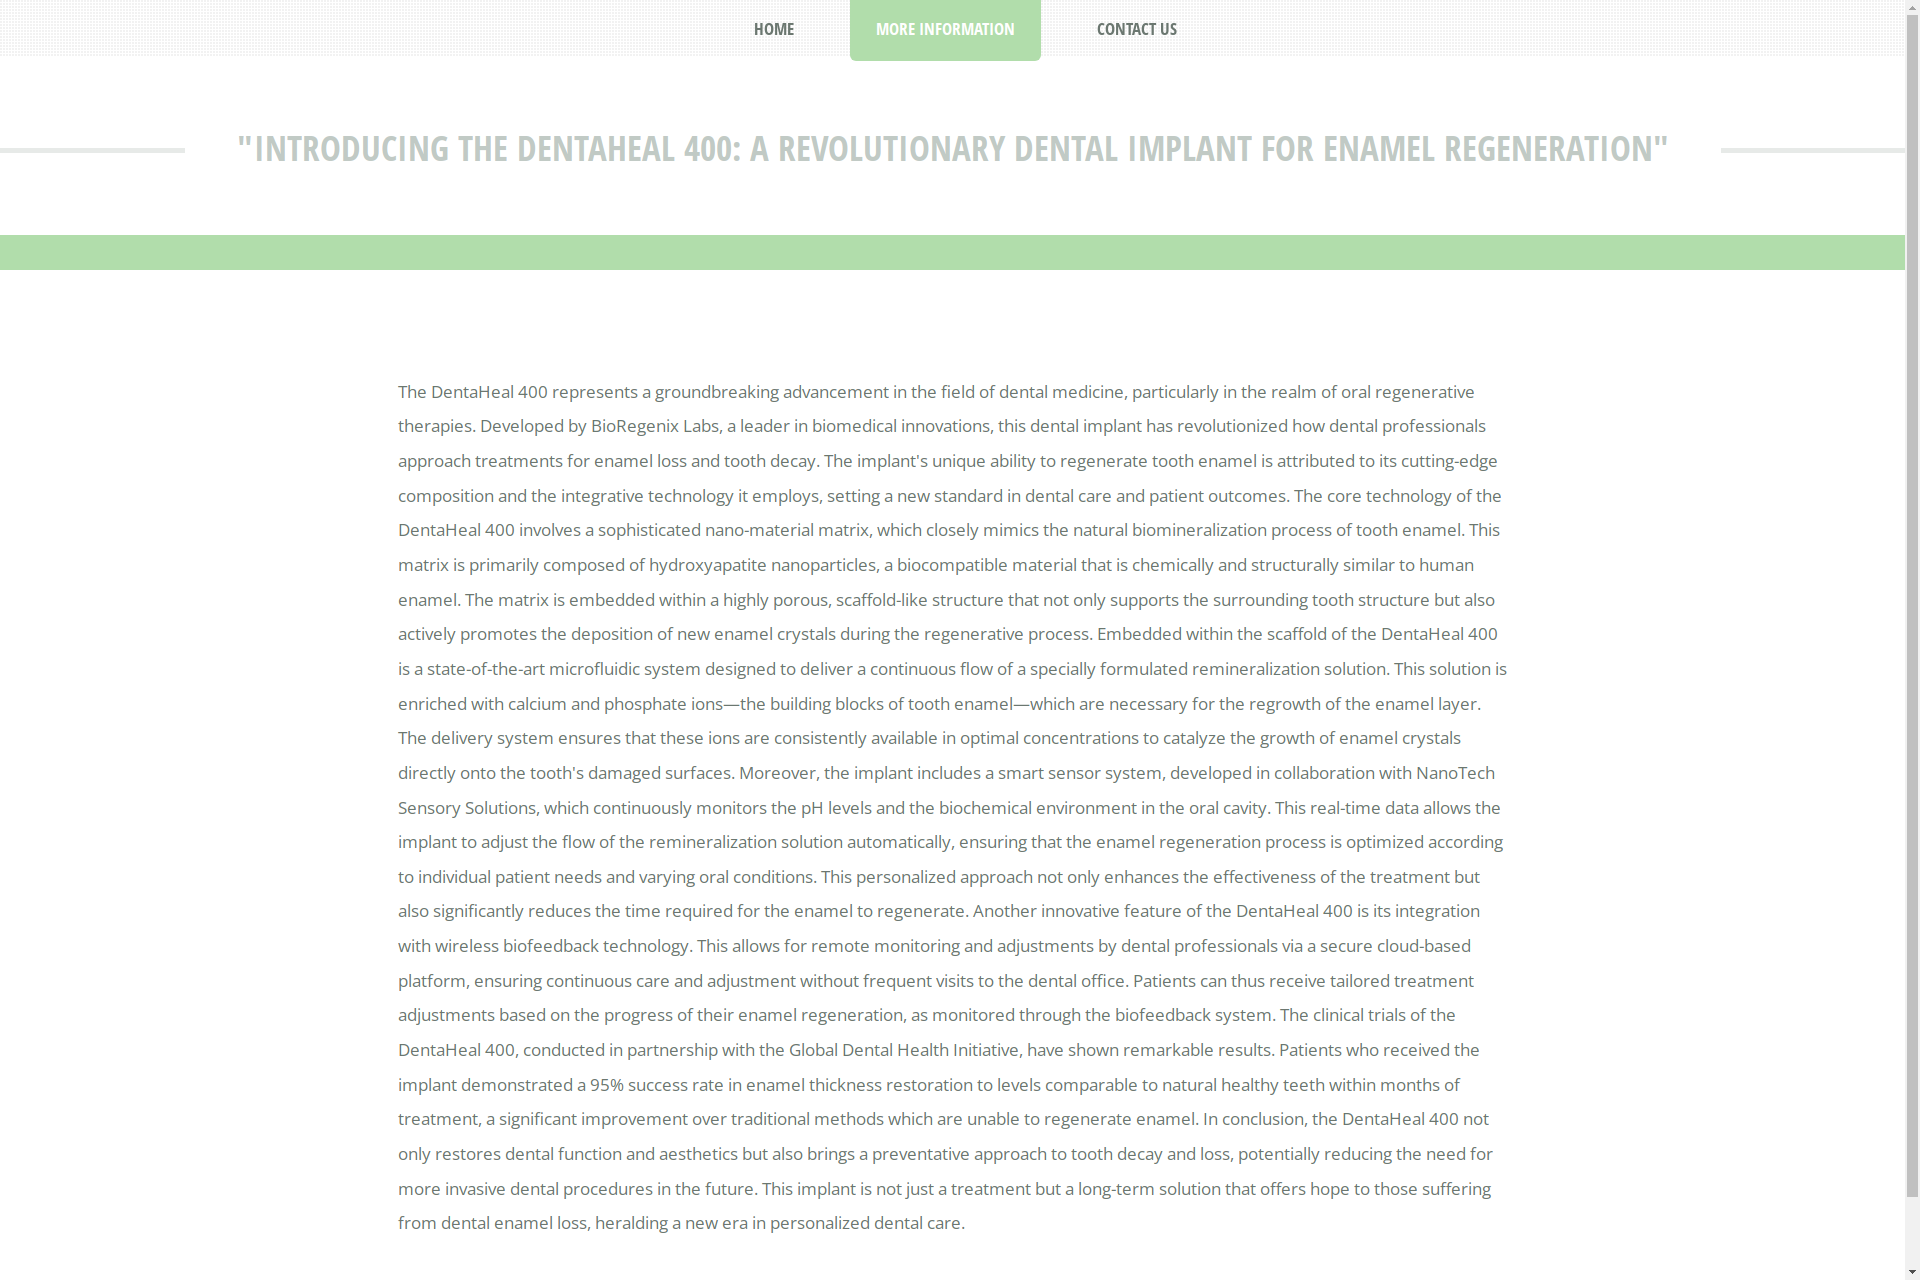 HOME
MORE INFORMATION
CONTACT US
"INTRODUCING THE DENTAHEAL 400: A REVOLUTIONARY DENTAL IMPLANT FOR ENAMEL REGENERATION"
The DentaHeal 400 represents a groundbreaking advancement in the field of dental medicine, particularly in the realm of oral regenerative
therapies. Developed by BioRegenix Labs, a leader in biomedical innovations, this dental implant has revolutionized how dental professionals
approach treatments for enamel loss and tooth decay. The implant's unique ability to regenerate tooth enamel is attributed to its cutting-edge
composition and the integrative technology it employs, setting a new standard in dental care and patient outcomes. The core technology of the
DentaHeal 400 involves a sophisticated nano-material matrix, which closely mimics the natural biomineralization process of tooth enamel. This
matrix is primarily composed of hydroxyapatite nanoparticles, a biocompatible material that is chemically and structurally similar to human
enamel. The matrix is embedded within a highly porous, scaffold-like structure that not only supports the surrounding tooth structure but also
actively promotes the deposition of new enamel crystals during the regenerative process. Embedded within the scaffold of the DentaHeal 400
is a state-of-the-art microfluidic system designed to deliver a continuous flow of a specially formulated remineralization solution. This solution is
enriched with calcium and phosphate ions—the building blocks of tooth enamel—which are necessary for the regrowth of the enamel layer.
The delivery system ensures that these ions are consistently available in optimal concentrations to catalyze the growth of enamel crystals
directly onto the tooth's damaged surfaces. Moreover, the implant includes a smart sensor system, developed in collaboration with NanoTech
Sensory Solutions, which continuously monitors the pH levels and the biochemical environment in the oral cavity. This real-time data allows the
implant to adjust the flow of the remineralization solution automatically, ensuring that the enamel regeneration process is optimized according
to individual patient needs and varying oral conditions. This personalized approach not only enhances the effectiveness of the treatment but
also significantly reduces the time required for the enamel to regenerate. Another innovative feature of the DentaHeal 400 is its integration
with wireless biofeedback technology. This allows for remote monitoring and adjustments by dental professionals via a secure cloud-based
platform, ensuring continuous care and adjustment without frequent visits to the dental office. Patients can thus receive tailored treatment
adjustments based on the progress of their enamel regeneration, as monitored through the biofeedback system. The clinical trials of the
DentaHeal 400, conducted in partnership with the Global Dental Health Initiative, have shown remarkable results. Patients who received the
implant demonstrated a 95% success rate in enamel thickness restoration to levels comparable to natural healthy teeth within months of
treatment, a significant improvement over traditional methods which are unable to regenerate enamel. In conclusion, the DentaHeal 400 not
only restores dental function and aesthetics but also brings a preventative approach to tooth decay and loss, potentially reducing the need for
more invasive dental procedures in the future. This implant is not just a treatment but a long-term solution that offers hope to those suffering
from dental enamel loss, heralding a new era in personalized dental care.